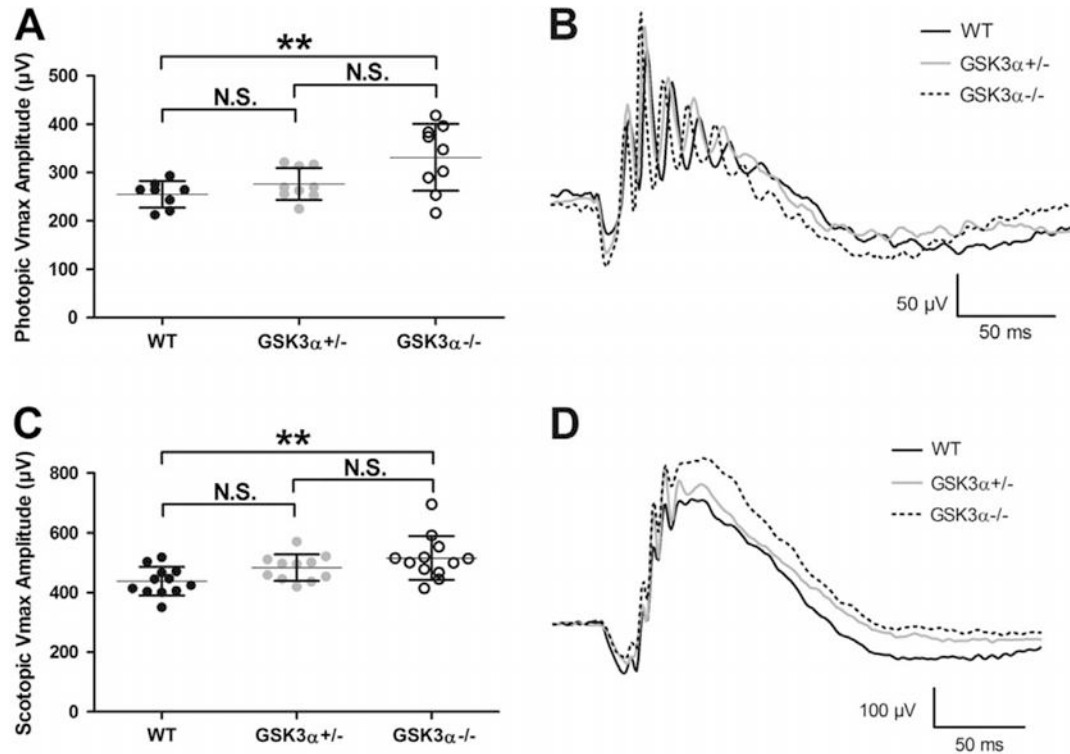 A
Photopic Vmax Amplitude (µV)
500
400
300
200
100
0
**
N.S.
N.S.
WT
GSK3α+/-
GSK3α-/-
B
WT
GSK3α+/-
GSK3α-/-
50 µV
50 ms
C
Scotopic Vmax Amplitude (µV)
800
600
400
200
0
**
N.S.
N.S.
WT
GSK3α+/-
GSK3α-/-
D
WT
GSK3α+/-
GSK3α-/-
100 µV
50 ms